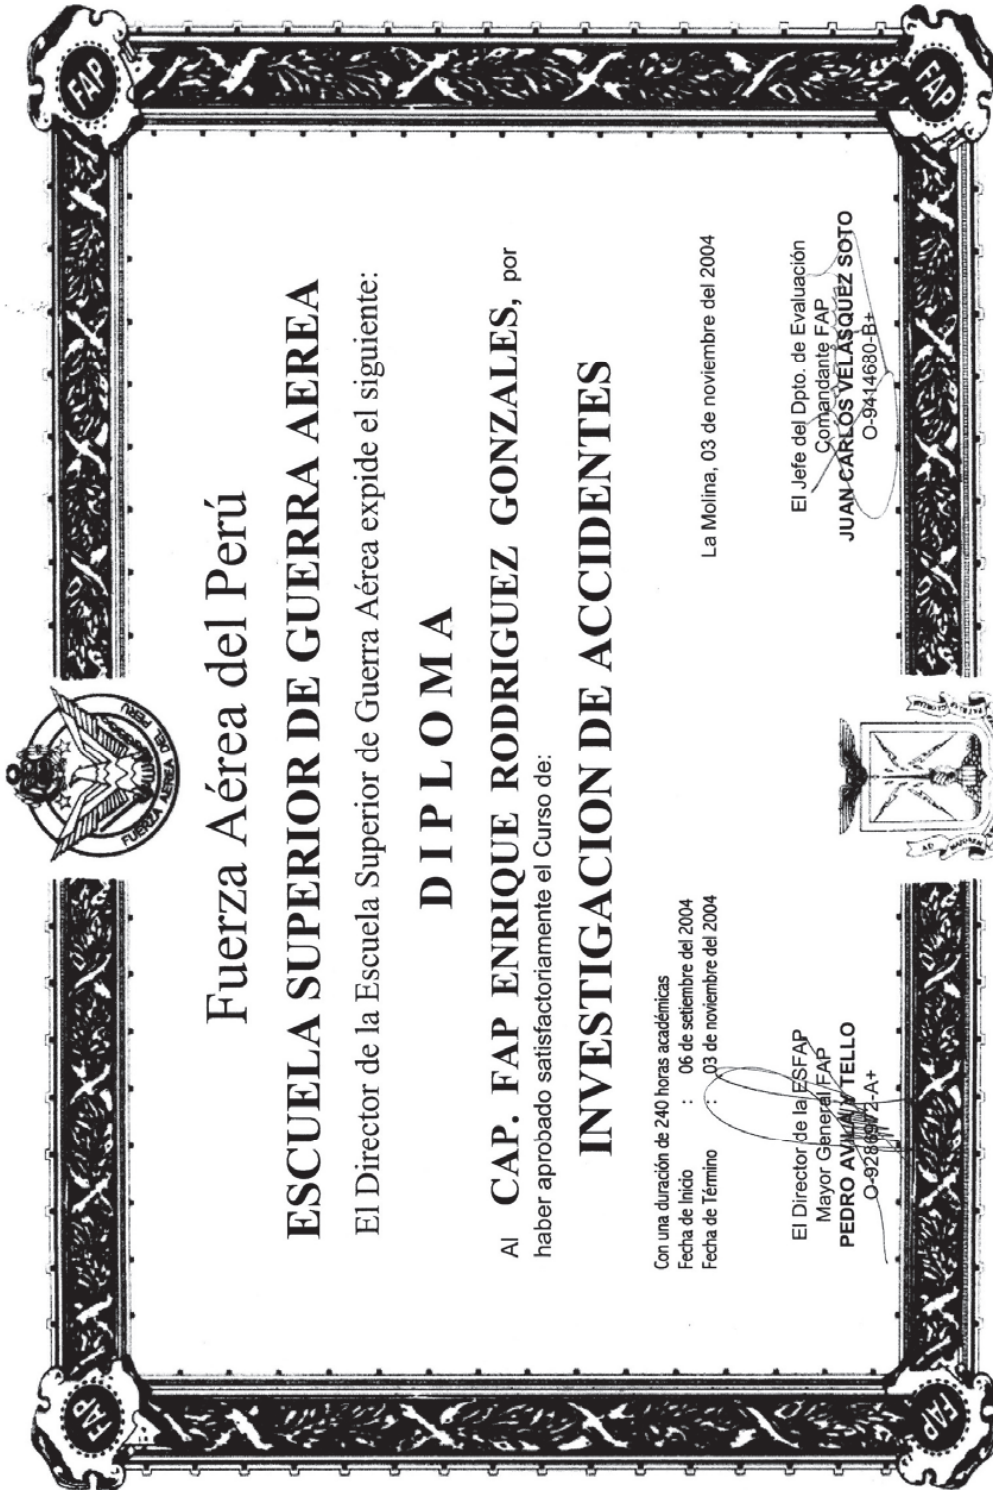 FAP
FAP
FUERZA AEREA DEL PERU
Fuerza Aérea del Perú
ESCUELA SUPERIOR DE GUERRA AEREA
El Director de la Escuela Superior de Guerra Aérea expide el siguiente:
DIPLOMA
Al CAP. FAP ENRIQUE RODRIGUEZ GONZALES, por
haber aprobado satisfactoriamente el Curso de:
INVESTIGACION DE ACCIDENTES
Con una duración de 240 horas académicas
Fecha de Inicio : 06 de setiembre del 2004
Fecha de Término : 03 de noviembre del 2004
La Molina, 03 de noviembre del 2004
El Director de la ESFAP
Mayor General FAP
PEDRO AVILA Y TELLO
El Jefe del Dpto. de Evaluación
Comandante FAP
JUAN CARLOS VELASQUEZ SOTO
O-9414680-B+
AD
FAP
FAP